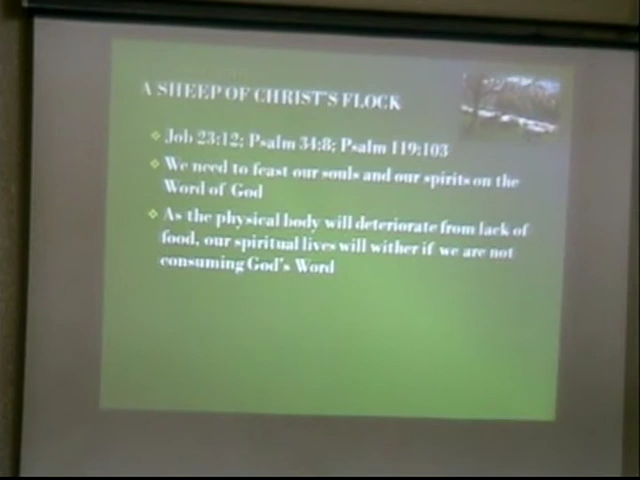 A SHEEP OF CHRIST'S FLOCK
Job 23:12; Psalm 34:8; Psalm 119:103
We need to feast our souls and our spirits on the
Word of God
As the physical body will deteriorate from lack of
food, our spiritual lives will wither if we are not
consuming God's Word